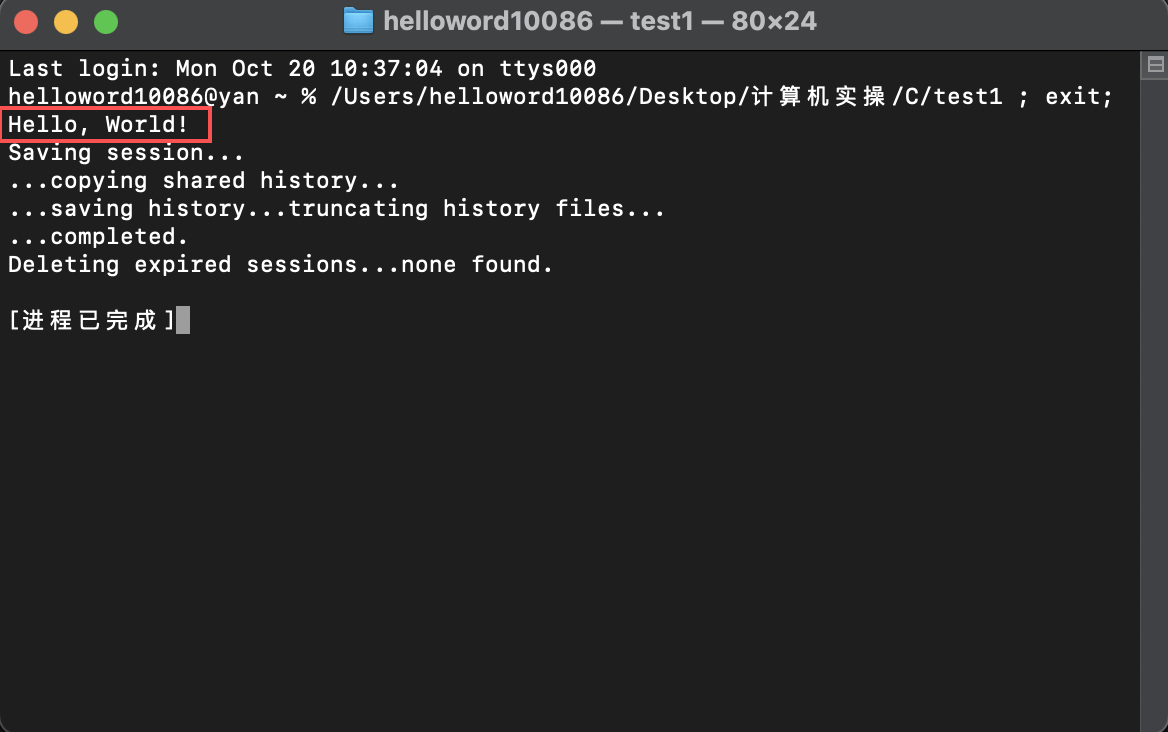 helloword10086 — test1 — 80×24
Last login: Mon Oct 20 10:37:04 on ttys000
helloword10086@yan ~ % /Users/helloword10086/Desktop/计算机实操/C/test1 ; exit;
Hello, World!
Saving session...
...copying shared history...
...saving history...truncating history files...
...completed.
Deleting expired sessions...none found.
[进程已完成]